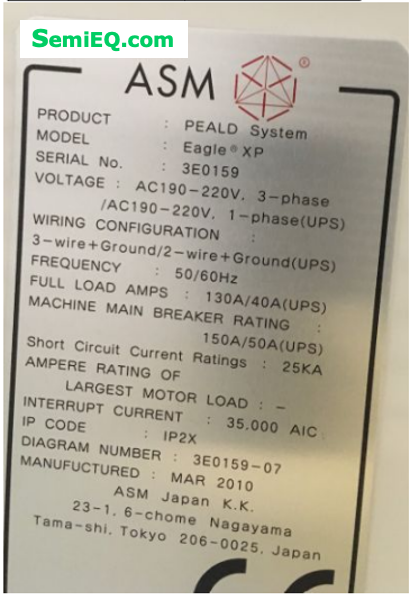 SemiEQ.com
ASM ®
PRODUCT : PEALD System
MODEL : Eagle® XP
SERIAL No. : 3E0159
VOLTAGE : AC190-220V, 3-phase
/AC190-220V, 1-phase(UPS)
WIRING CONFIGURATION :
3-wire+Ground/2-wire+Ground(UPS)
FREQUENCY : 50/60Hz
FULL LOAD AMPS : 130A/40A(UPS)
MACHINE MAIN BREAKER RATING :
150A/50A(UPS)
Short Circuit Current Ratings : 25KA
AMPERE RATING OF
LARGEST MOTOR LOAD : -
INTERRUPT CURRENT : 35.000 AIC
IP CODE : IP2X
DIAGRAM NUMBER : 3E0159-07
MANUFUCTURED : MAR 2010
ASM Japan K.K.
23-1, 6-chome Nagayama
Tama-shi, Tokyo 206-0025, Japan
CE